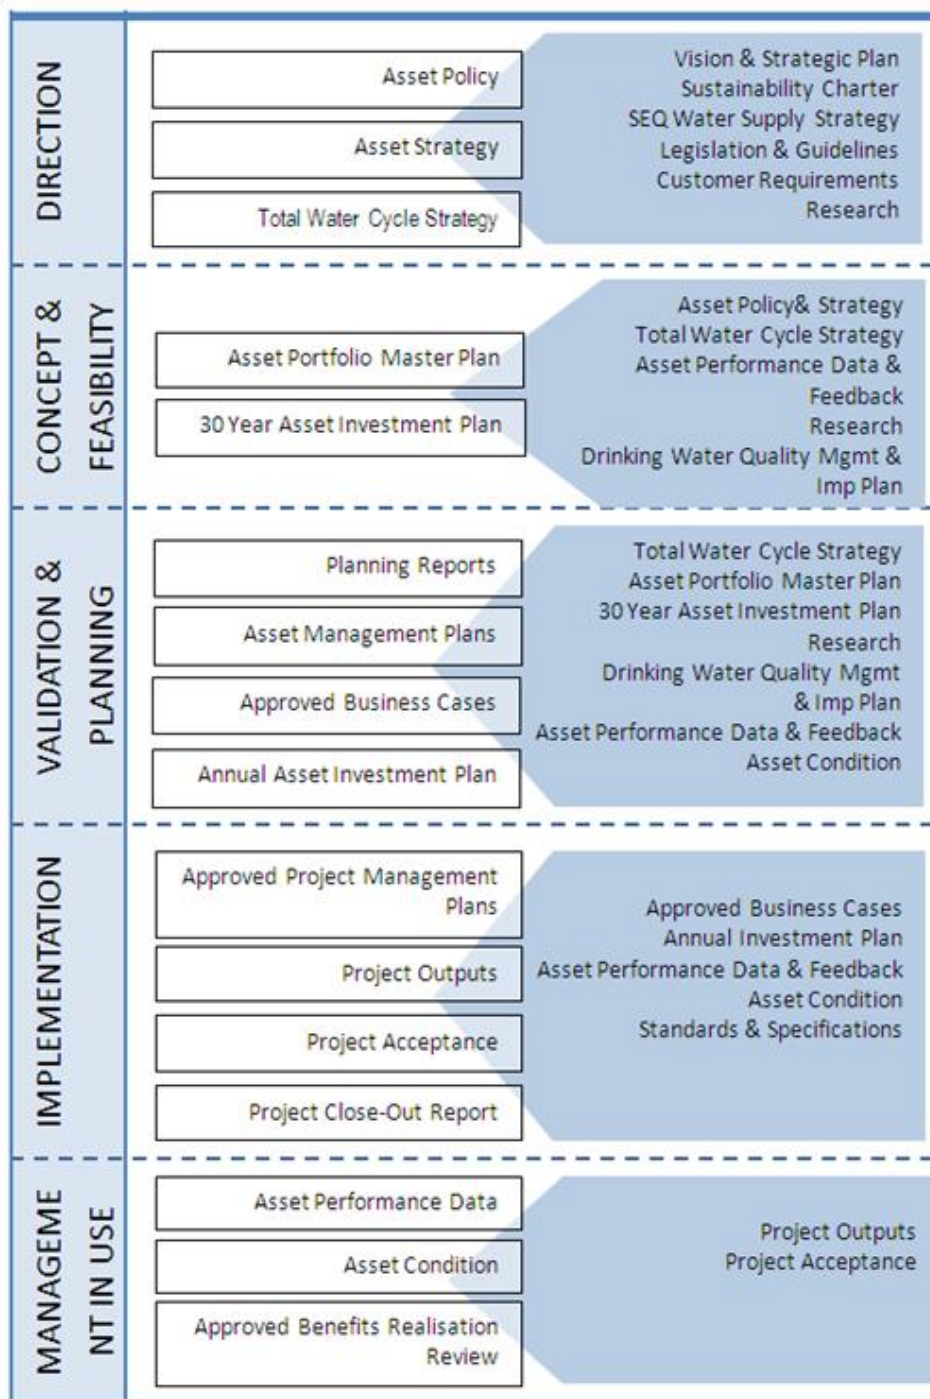 DIRECTION
Asset Policy
Asset Strategy
Total Water Cycle Strategy
Vision & Strategic Plan
Sustainability Charter
SEQ Water Supply Strategy
Legislation & Guidelines
Customer Requirements
Research
CONCEPT &
FEASIBILITY
Asset Portfolio Master Plan
30 Year Asset Investment Plan
Asset Policy& Strategy
Total Water Cycle Strategy
Asset Performance Data &
Feedback
Research
Drinking Water Quality Mgmt &
Imp Plan
VALIDATION &
PLANNING
Planning Reports
Asset Management Plans
Approved Business Cases
Annual Asset Investment Plan
Total Water Cycle Strategy
Asset Portfolio Master Plan
30 Year Asset Investment Plan
Research
Drinking Water Quality Mgmt
& Imp Plan
Asset Performance Data & Feedback
Asset Condition
IMPLEMENTATION
Approved Project Management
Plans
Project Outputs
Project Acceptance
Project Close-Out Report
Approved Business Cases
Annual Investment Plan
Asset Performance Data & Feedback
Asset Condition
Standards & Specifications
MANAGEME
NT IN USE
Asset Performance Data
Asset Condition
Approved Benefits Realisation
Review
Project Outputs
Project Acceptance